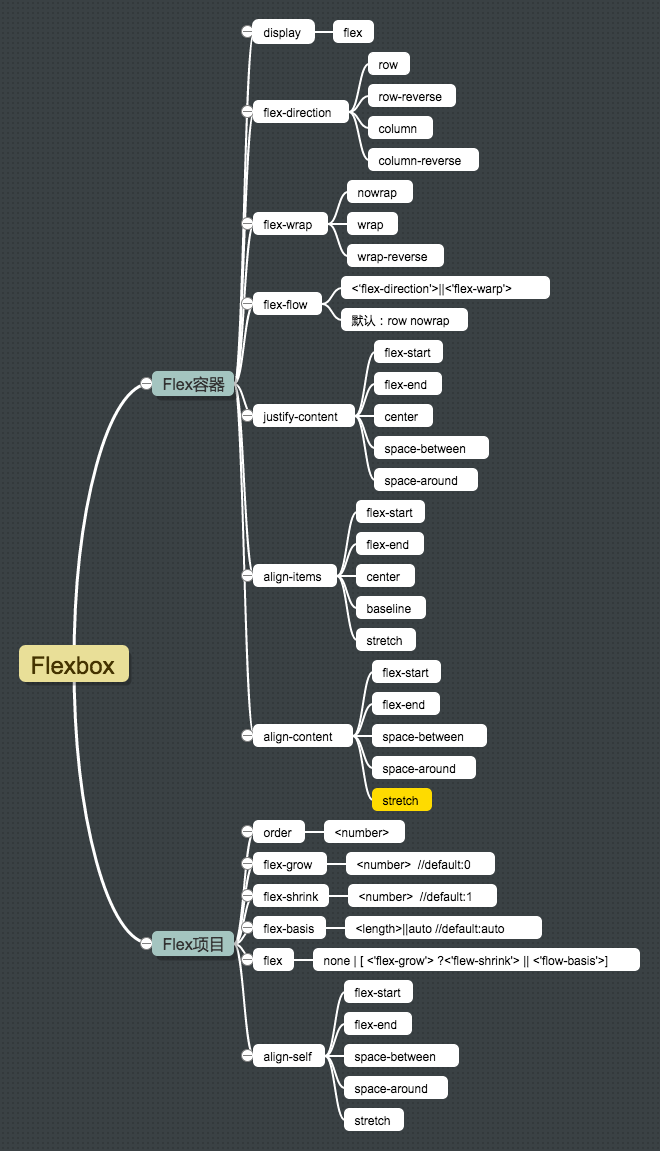 Flexbox
Flex容器
display
flex
flex-direction
row
row-reverse
column
column-reverse
flex-wrap
nowrap
wrap
wrap-reverse
flex-flow
<'flex-direction'>||<'flex-warp'>
默认：row nowrap
justify-content
flex-start
flex-end
center
space-between
space-around
align-items
flex-start
flex-end
center
baseline
stretch
align-content
flex-start
flex-end
space-between
space-around
stretch
Flex项目
order
<number>
flex-grow
<number>  //default:0
flex-shrink
<number>  //default:1
flex-basis
<length>||auto //default:auto
flex
none | [ <'flex-grow'> ?<'flew-shrink'> || <'flow-basis'>]
align-self
flex-start
flex-end
space-between
space-around
stretch